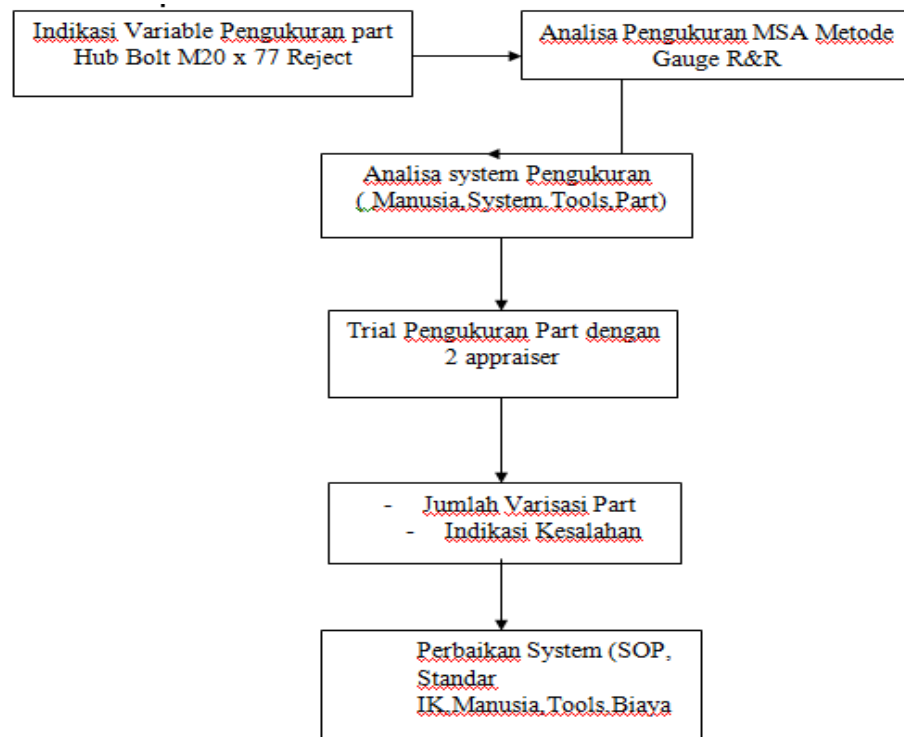 Indikasi Variable Pengukuran part
Hub Bolt M20 x 77 Reject
Analisa Pengukuran MSA Metode
Gauge R&R
Analisa system Pengukuran
( Manusia,System.Tools,Part)
Trial Pengukuran Part dengan
2 appraiser
- Jumlah Varisasi Part
- Indikasi Kesalahan
Perbaikan System (SOP,
Standar
IK,Manusia,Tools,Biaya